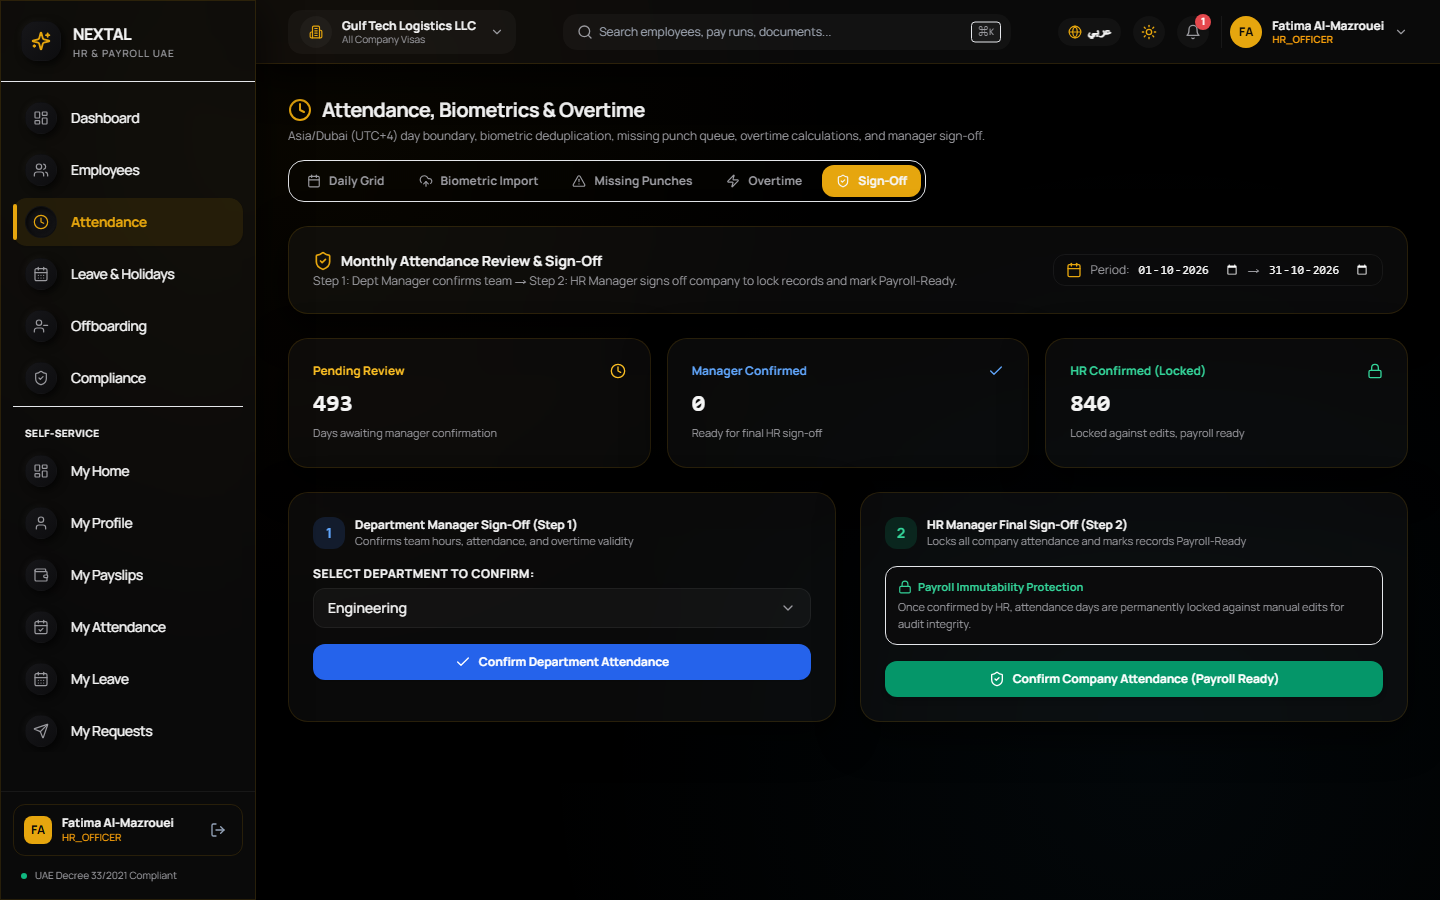 NEXTAL
HR & PAYROLL UAE
Gulf Tech Logistics LLC
All Company Visas
Search employees, pay runs, documents...
⌘K
عربي
1
FA
Fatima Al-Mazrouei
HR_OFFICER
Dashboard
Employees
Attendance
Leave & Holidays
Offboarding
Compliance
SELF-SERVICE
My Home
My Profile
My Payslips
My Attendance
My Leave
My Requests
FA
Fatima Al-Mazrouei
HR_OFFICER
UAE Decree 33/2021 Compliant
Attendance, Biometrics & Overtime
Asia/Dubai (UTC+4) day boundary, biometric deduplication, missing punch queue, overtime calculations, and manager sign-off.
Daily Grid
Biometric Import
Missing Punches
Overtime
Sign-Off
Monthly Attendance Review & Sign-Off
Step 1: Dept Manager confirms team → Step 2: HR Manager signs off company to lock records and mark Payroll-Ready.
Period: 01-10-2026 → 31-10-2026
Pending Review
493
Days awaiting manager confirmation
Manager Confirmed
0
Ready for final HR sign-off
HR Confirmed (Locked)
840
Locked against edits, payroll ready
1
Department Manager Sign-Off (Step 1)
Confirms team hours, attendance, and overtime validity
SELECT DEPARTMENT TO CONFIRM:
Engineering
Confirm Department Attendance
2
HR Manager Final Sign-Off (Step 2)
Locks all company attendance and marks records Payroll-Ready
Payroll Immutability Protection
Once confirmed by HR, attendance days are permanently locked against manual edits for
audit integrity.
Confirm Company Attendance (Payroll Ready)